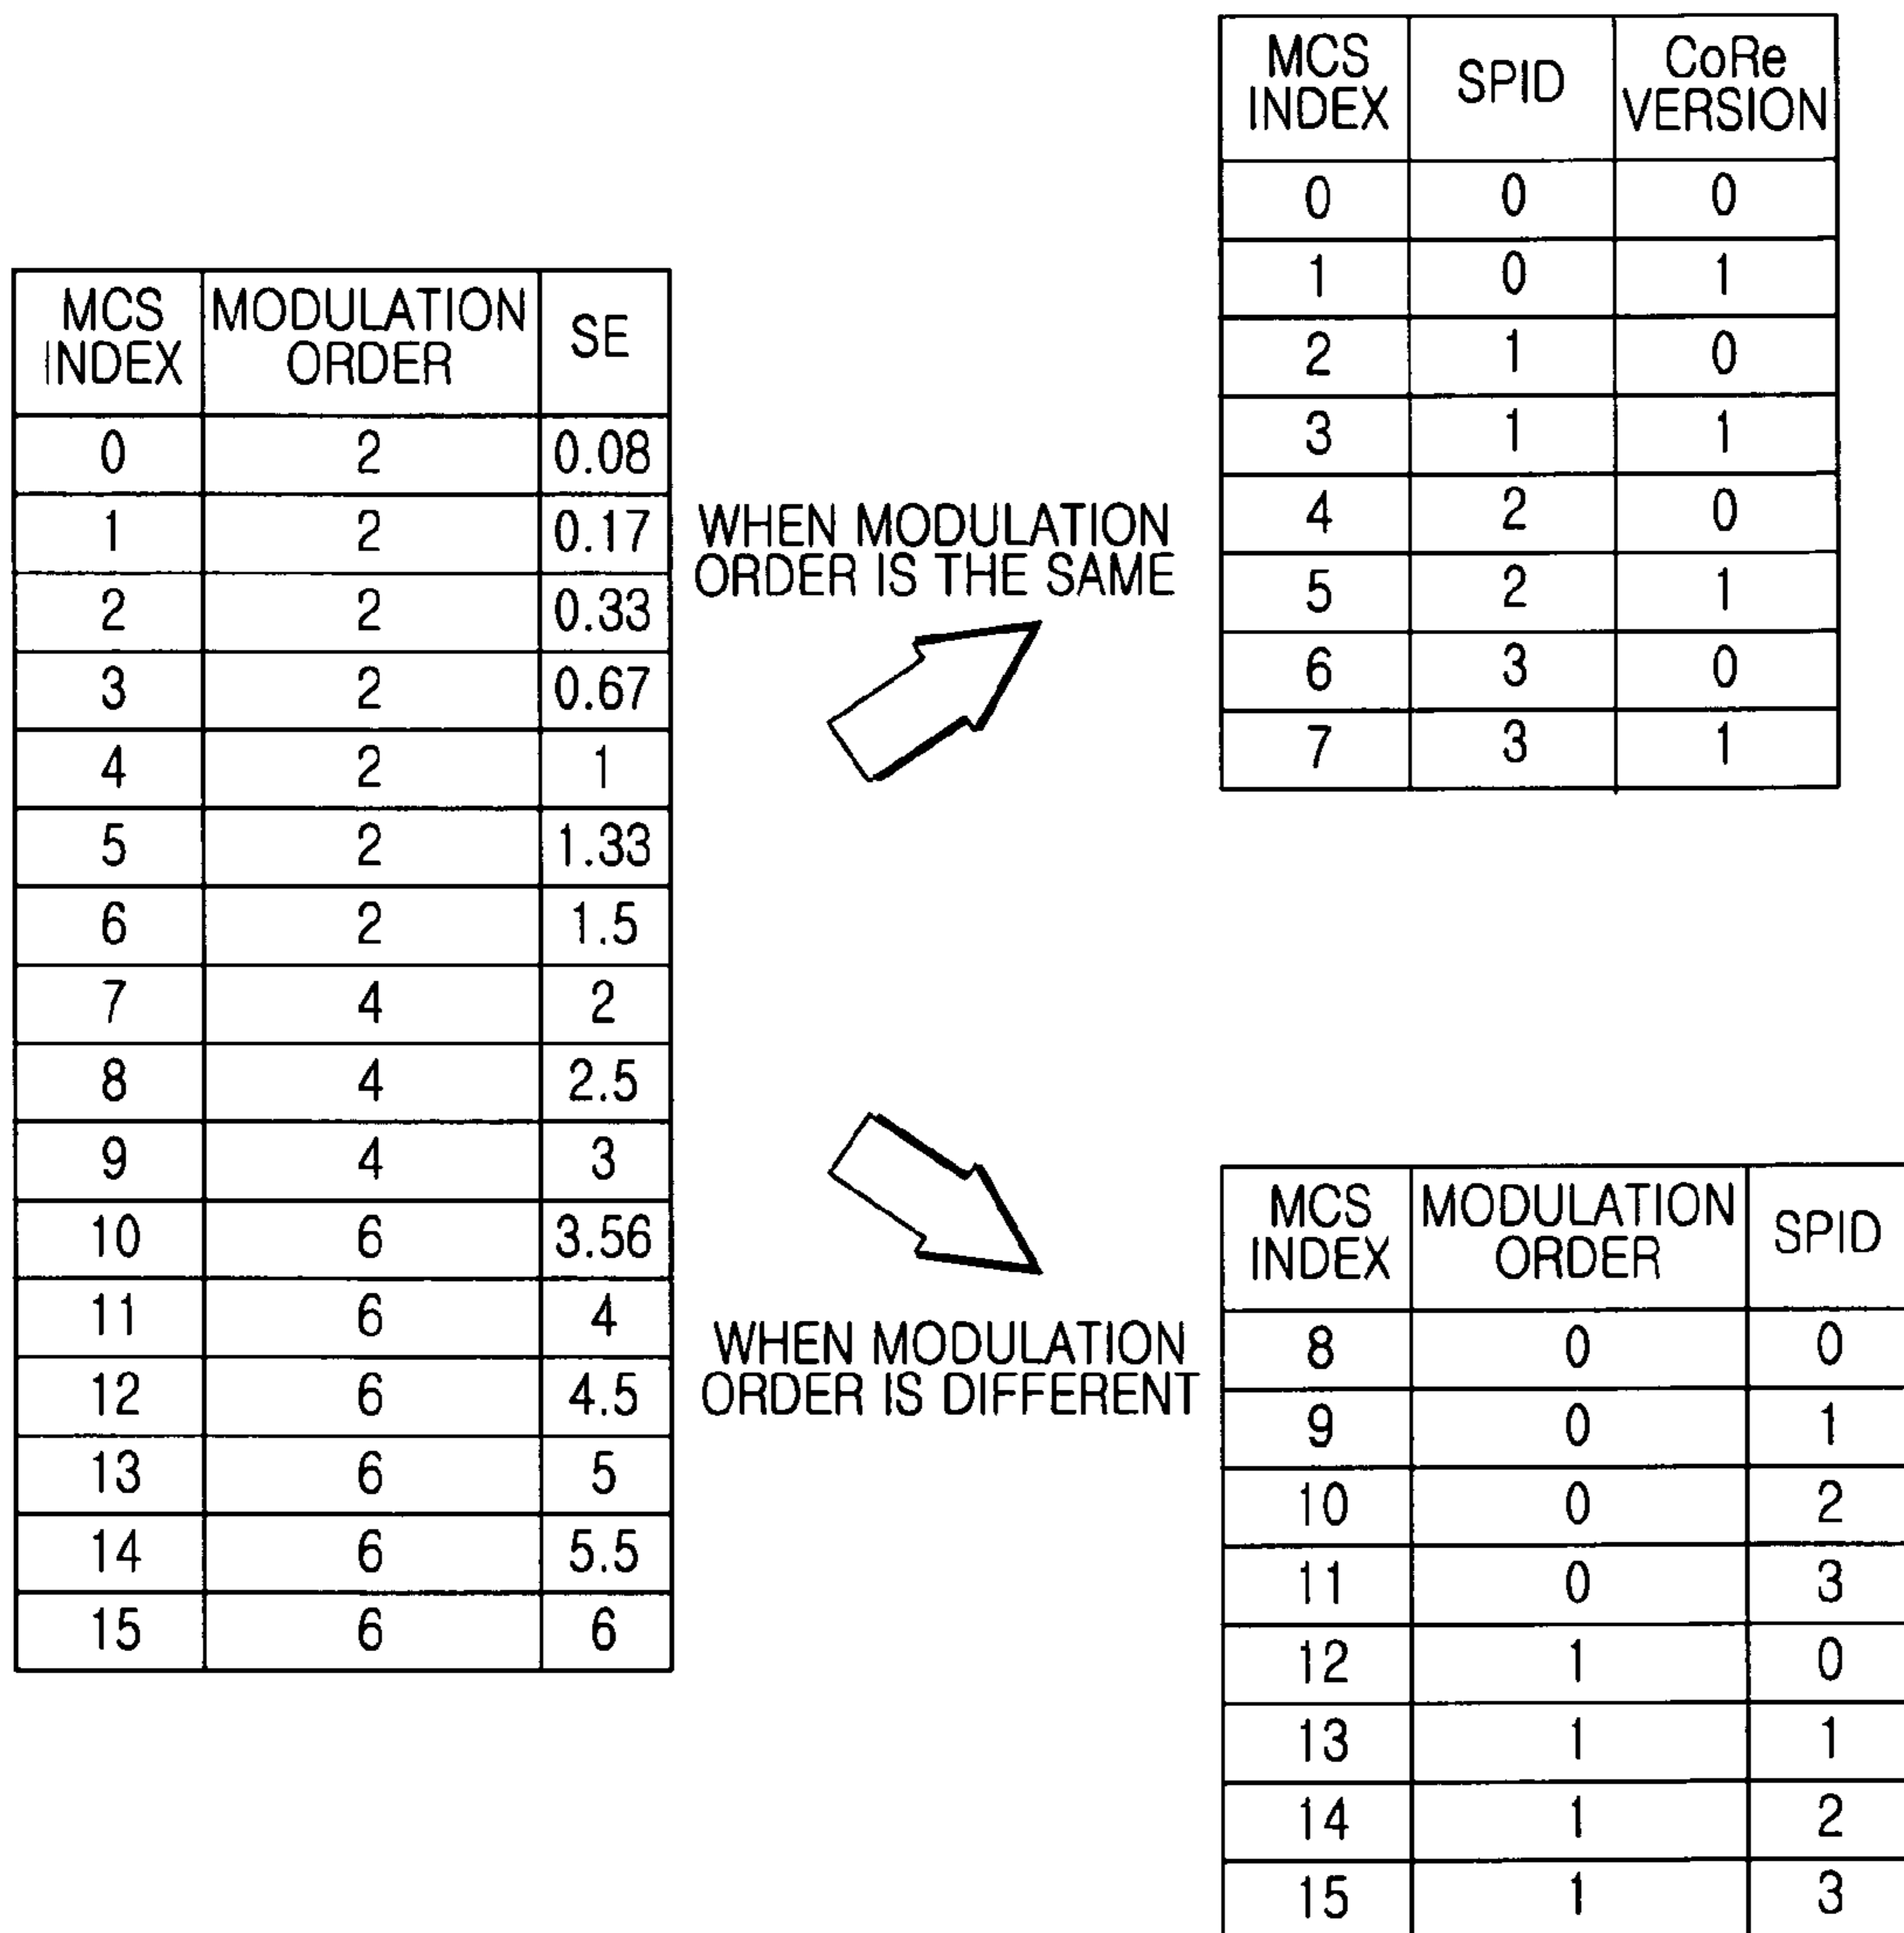 MCS INDEX MODULATION ORDER SE
0 2 0.08
1 2 0.17
2 2 0.33
3 2 0.67
4 2 1
5 2 1.33
6 2 1.5
7 4 2
8 4 2.5
9 4 3
10 6 3.56
11 6 4
12 6 4.5
13 6 5
14 6 5.5
15 6 6
WHEN MODULATION
ORDER IS THE SAME
MCS INDEX SPID CoRe VERSION
0 0 0
1 0 1
2 1 0
3 1 1
4 2 0
5 2 1
6 3 0
7 3 1
WHEN MODULATION
ORDER IS DIFFERENT
MCS INDEX MODULATION ORDER SPID
8 0 0
9 0 1
10 0 2
11 0 3
12 1 0
13 1 1
14 1 2
15 1 3